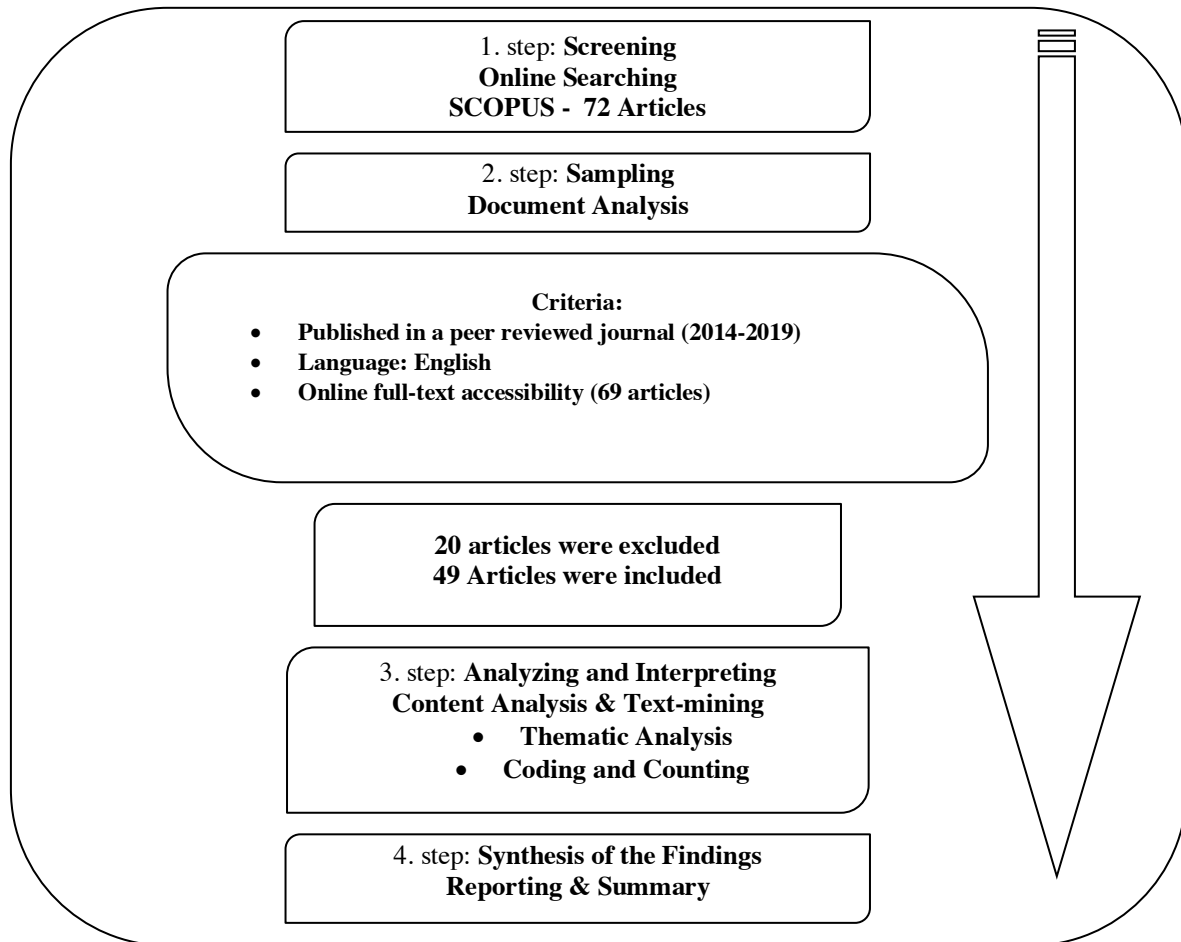 1. step: Screening
Online Searching
SCOPUS - 72 Articles
2. step: Sampling
Document Analysis
Criteria:
• Published in a peer reviewed journal (2014-2019)
• Language: English
• Online full-text accessibility (69 articles)
20 articles were excluded
49 Articles were included
3. step: Analyzing and Interpreting
Content Analysis & Text-mining
• Thematic Analysis
• Coding and Counting
4. step: Synthesis of the Findings
Reporting & Summary